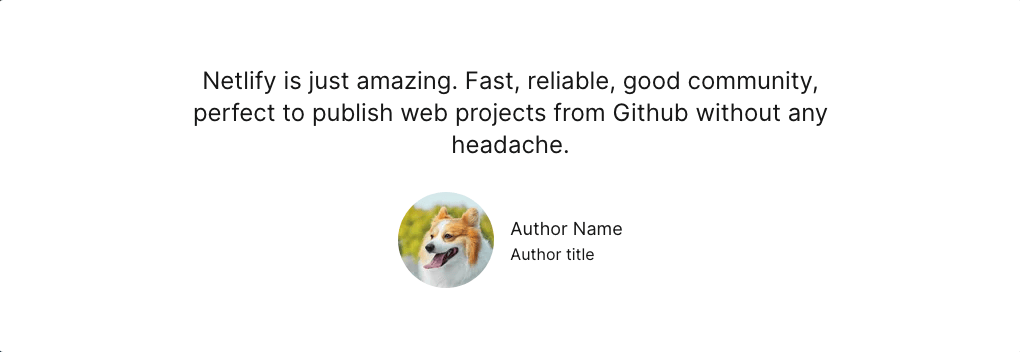 Netlify is just amazing. Fast, reliable, good community,
perfect to publish web projects from Github without any
headache.
Author Name
Author title